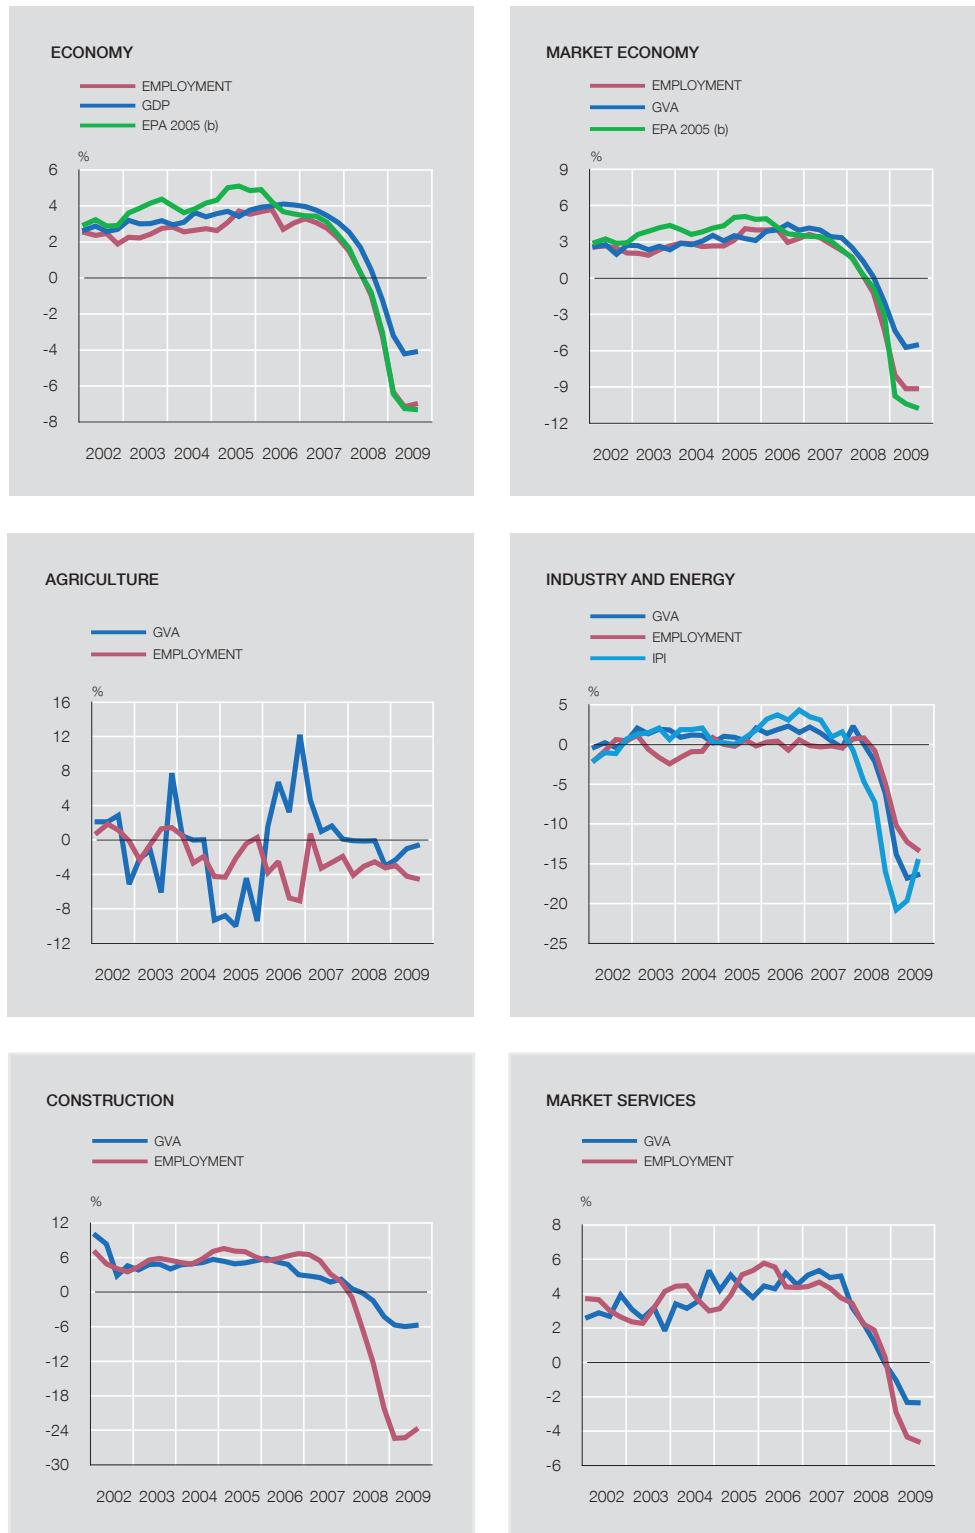 ECONOMY
EMPLOYMENT
GDP
EPA 2005 (b)
%
6
4
2
0
-2
-4
-6
-8
2002 2003 2004 2005 2006 2007 2008 2009
MARKET ECONOMY
EMPLOYMENT
GVA
EPA 2005 (b)
%
9
6
3
0
-3
-6
-9
-12
2002 2003 2004 2005 2006 2007 2008 2009
AGRICULTURE
GVA
EMPLOYMENT
%
16
12
8
4
0
-4
-8
-12
2002 2003 2004 2005 2006 2007 2008 2009
INDUSTRY AND ENERGY
GVA
EMPLOYMENT
IPI
%
5
0
-5
-10
-15
-20
-25
2002 2003 2004 2005 2006 2007 2008 2009
CONSTRUCTION
GVA
EMPLOYMENT
%
12
6
0
-6
-12
-18
-24
-30
2002 2003 2004 2005 2006 2007 2008 2009
MARKET SERVICES
GVA
EMPLOYMENT
%
8
6
4
2
0
-2
-4
-6
2002 2003 2004 2005 2006 2007 2008 2009